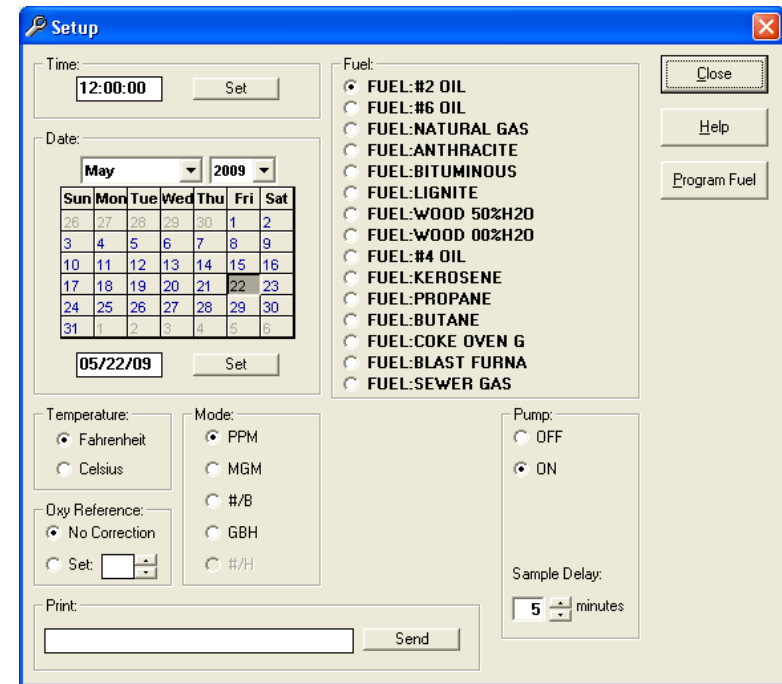 Setup
Time:
12:00:00
Set
Date:
May 2009
Sun Mon Tue Wed Thu Fri Sat
26 27 28 29 30 1 2
3 4 5 6 7 8 9
10 11 12 13 14 15 16
17 18 19 20 21 22 23
24 25 26 27 28 29 30
31 1 2 3 4 5 6
05/22/09
Set
Fuel:
FUEL:#2 OIL
FUEL:#6 OIL
FUEL:NATURAL GAS
FUEL:ANTHRACITE
FUEL:BITUMINOUS
FUEL:LIGNITE
FUEL:WOOD 50%H2O
FUEL:WOOD 00%H2O
FUEL:#4 OIL
FUEL:KEROSENE
FUEL:PROPANE
FUEL:BUTANE
FUEL:COKE OVEN G
FUEL:BLAST FURNA
FUEL:SEWER GAS
Close
Help
Program Fuel
Temperature:
Fahrenheit
Celsius
Oxy Reference:
No Correction
Set:
Mode:
PPM
MGM
#/B
GBH
#/H
Pump:
OFF
ON
Sample Delay:
5 minutes
Print:
Send